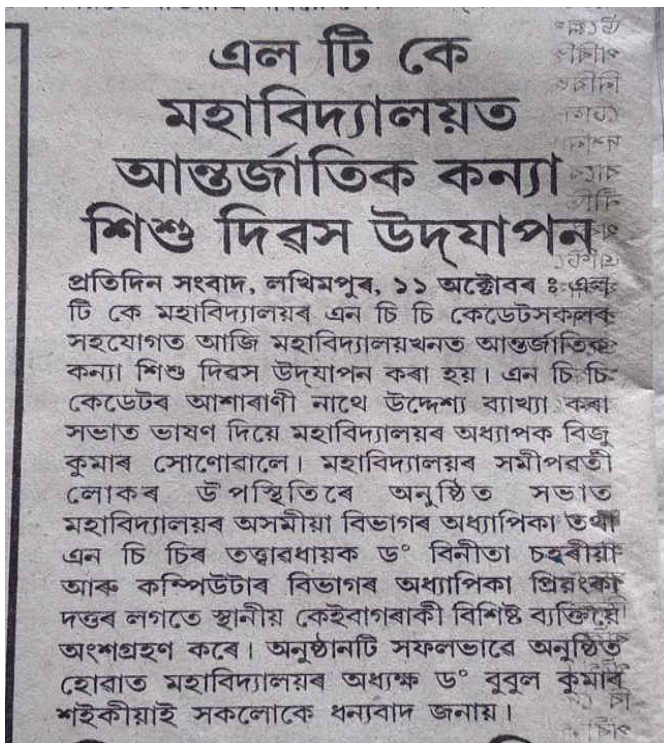 এল টি কে
মহাবিদ্যালয়ত
আন্তৰ্জাতিক কন্যা
শিশু দিৱস উদ্‌যাপন
প্ৰতিদিন সংবাদ, লখিমপুৰ, ১১ অক্টোবৰ ঃ এল
টি কে মহাবিদ্যালয়ৰ এন চি চি কেডেটসকলৰ
সহযোগত আজি মহাবিদ্যালয়খনত আন্তৰ্জাতিক
কন্যা শিশু দিৱস উদ্‌যাপন কৰা হয়। এন চি চি
কেডেটৰ আশাৰাণী নাথে উদ্দেশ্য ব্যাখ্যা কৰা
সভাত ভাষণ দিয়ে মহাবিদ্যালয়ৰ অধ্যাপক বিজু
কুমাৰ সোণোৱালে। মহাবিদ্যালয়ৰ সমীপৱৰ্তী
লোকৰ উপস্থিতিৰে অনুষ্ঠিত সভাত
মহাবিদ্যালয়ৰ অসমীয়া বিভাগৰ অধ্যাপিকা তথা
এন চি চিৰ তত্ত্বাৱধায়ক ড° বিনীতা চহৰীয়া
আৰু কম্পিউটাৰ বিভাগৰ অধ্যাপিকা প্ৰিয়ংকা
দত্তৰ লগতে স্থানীয় কেইবাগৰাকী বিশিষ্ট ব্যক্তিয়ে
অংশগ্ৰহণ কৰে। অনুষ্ঠানটি সফলভাৱে অনুষ্ঠিত
হোৱাত মহাবিদ্যালয়ৰ অধ্যক্ষ ড° বুবুল কুমাৰ
শইকীয়াই সকলোকে ধন্যবাদ জনায়।